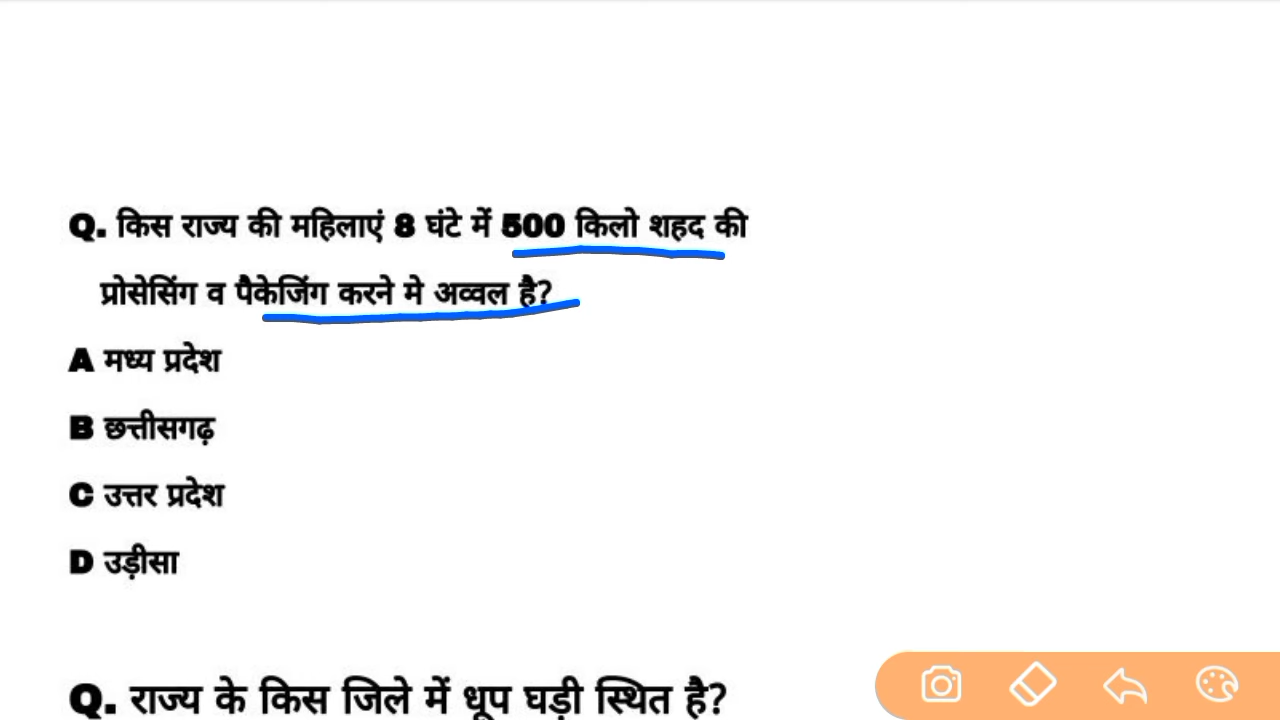 Q. किस राज्य की महिलाएं 8 घंटे में 500 किलो शहद की
प्रोसेसिंग व पैकेजिंग करने मे अव्वल है?
A मध्य प्रदेश
B छत्तीसगढ़
C उत्तर प्रदेश
D उड़ीसा
Q. राज्य के किस जिले में धूप घड़ी स्थित है?